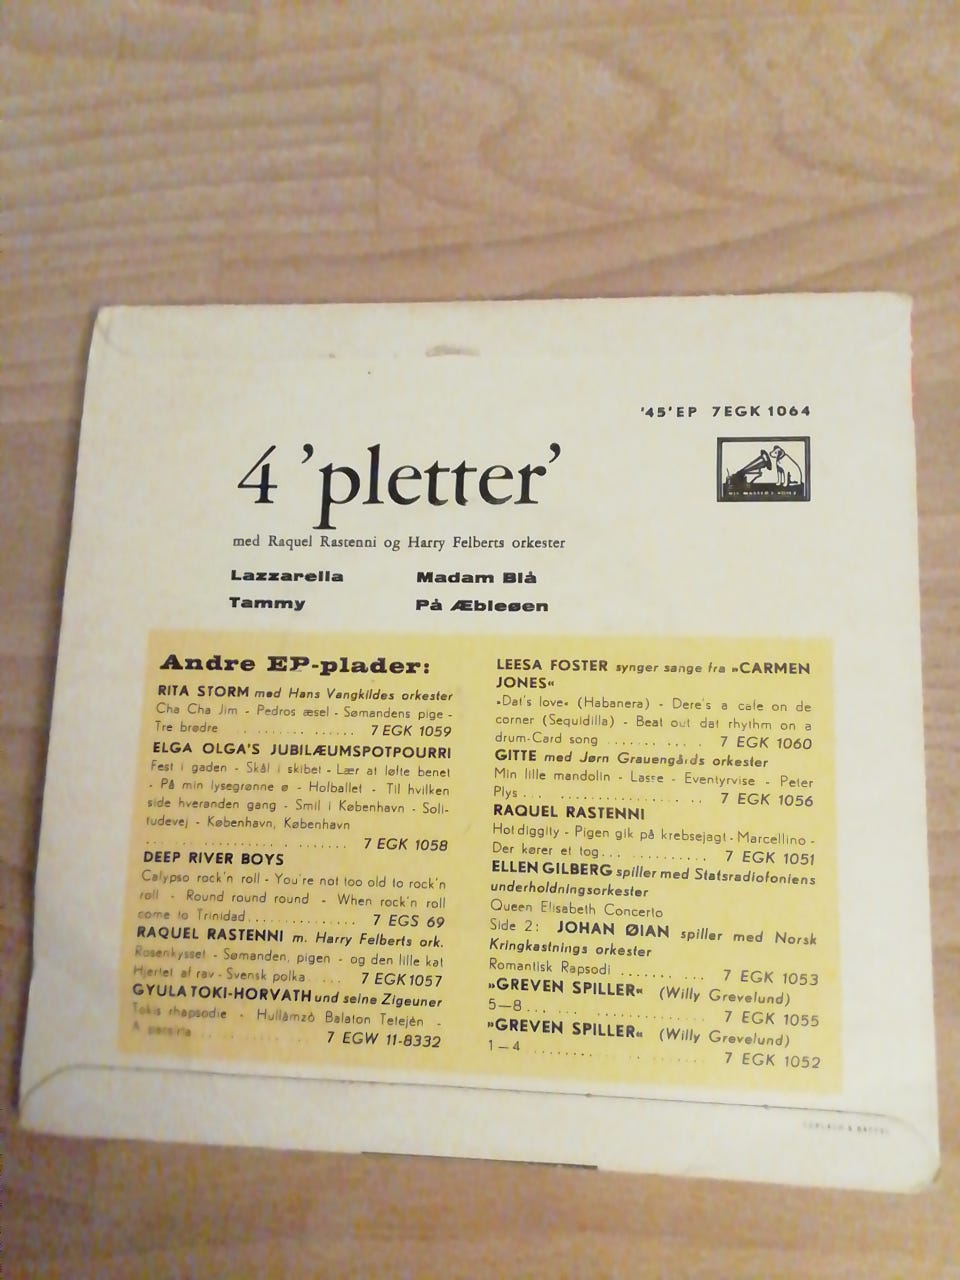 '45' EP 7EGK 1064
4 'pletter'
HIS MASTER'S VOICE
med Raquel Rastenni og Harry Felberts orkester
Lazzarella
Madam Blå
Tammy
På Æbleøen
Andre EP-plader:
RITA STORM med Hans Vangkildes orkester
Cha Cha Jim - Pedros æsel - Sømandens pige -
Tre brødre ............ 7 EGK 1059
ELGA OLGA'S JUBILÆUMSPOTPOURRI
Fest i gaden - Skål i skibet - Lær at løfte benet
- På min lysegrønne ø - Holballet - Til hvilken
side hveranden gang - Smil i København - Soli-
tudevej - København, København
.................... 7 EGK 1058
DEEP RIVER BOYS
Calypso rock'n roll - You're not too old to rock'n
roll - Round round round - When rock'n roll
come to Trinidad............ 7 EGS 69
RAQUEL RASTENNI m. Harry Felberts ork.
Rosenkysset - Sømanden, pigen - og den lille kat
Hjertet af rav - Svensk polka.... 7 EGK 1057
GYULA TOKI-HORVATH und seine Zigeuner
Tokis rhapsodie - Hullámzó Balaton Tetején -
7 EGW 11-8332
LEESA FOSTER synger sange fra »CARMEN
JONES«
»Dat's love« (Habanera) - Dere's a cafe on de
corner (Sequidilla) - Beat out dat rhythm on a
drum-Card song .......... 7 EGK 1060
GITTE med Jørn Grauengårds orkester
Min lille mandolin - Lasse - Eventyrvise - Peter
Plys.................... 7 EGK 1056
RAQUEL RASTENNI
Hotdiggity - Pigen gik på krebsejagt - Marcellino -
Der kører et tog............. 7 EGK 1051
ELLEN GILBERG spiller med Statsradiofoniens
underholdningsorkester
Queen Elisabeth Concerto
Side 2: JOHAN ØIAN spiller med Norsk
Kringkastnings orkester
Romantisk Rapsodi .......... 7 EGK 1053
»GREVEN SPILLER« (Willy Grevelund)
5—8.................... 7 EGK 1055
»GREVEN SPILLER« (Willy Grevelund)
1—4 .................... 7 EGK 1052